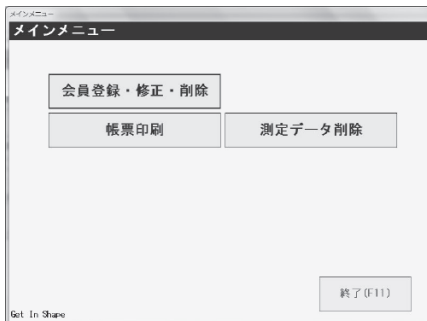 メインメニュー
メインメニュー
会員登録・修正・削除
帳票印刷 測定データ削除
終了(F11)
Get In Shape